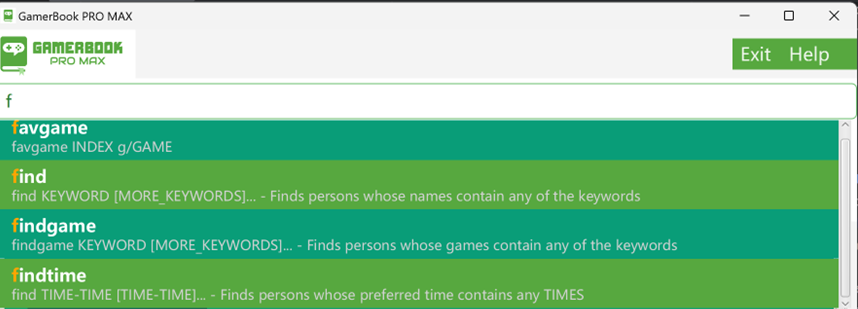 GamerBook PRO MAX
GAMERBOOK
PRO MAX
Exit Help
f
favgame
favgame INDEX g/GAME
find
find KEYWORD [MORE_KEYWORDS]... - Finds persons whose names contain any of the keywords
findgame
findgame KEYWORD [MORE_KEYWORDS]... - Finds persons whose games contain any of the keywords
findtime
find TIME-TIME [TIME-TIME]... - Finds persons whose preferred time contains any TIMES